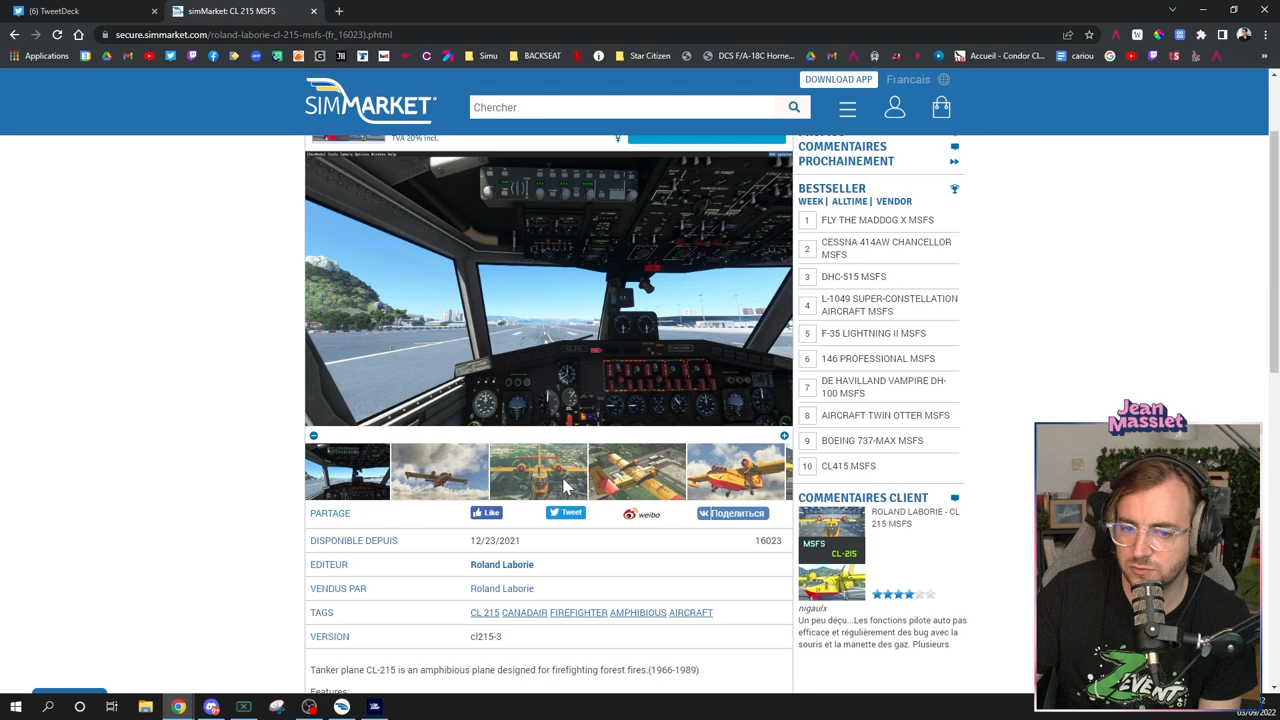 (6) Tweeter
SimMarket: CL 215 MSFS
secure.simmarket.com/roland-laborie-cl-215-msfs-(fr_16023).phtml
Applications
Summ
BACKSEAT
Star Citizen
DCS F/A-18C Horne...
Accueil - Condor Cl...
cariou
SIMMARKET
Chercher
DOWNLOAD APP
Francais
TVA 20% incl.
COMMENTAIRES
PROCHAINEMENT
BESTSELLER
WEEK | ALLTIME | VENDOR
1 FLY THE MADDOG X MSFS
2 CESSNA 414AW CHANCELLOR
MSFS
3 DHC-515 MSFS
4 L-1049 SUPER-CONSTELLATION
AIRCRAFT MSFS
5 F-35 LIGHTNING II MSFS
6 146 PROFESSIONAL MSFS
7 DE HAVILLAND VAMPIRE DH-
100 MSFS
8 AIRCRAFT TWIN OTTER MSFS
9 BOEING 737-MAX MSFS
10 CL415 MSFS
PARTAGE
Like
Tweet
weibo
Поделиться
DISPONIBLE DEPUIS 12/23/2021 16023
EDITEUR Roland Laborie
VENDUS PAR Roland Laborie
TAGS CL 215 CANADAIR FIREFIGHTER AMPHIBIOUS AIRCRAFT
VERSION cl215-3
Tanker plane CL-215 is an amphibious plane designed for firefighting forest fires.(1966-1989)
Features:
COMMENTAIRES CLIENT
ROLAND LABORIE - CL
215 MSFS
MSFS
CL-215
nigaulx
Un peu déçu...Les fonctions pilote auto pas
efficace et régulièrement des bug avec la
souris et la manette des gaz. Plusieurs
Jean
Massiet
ZEVENT
03/09/2022